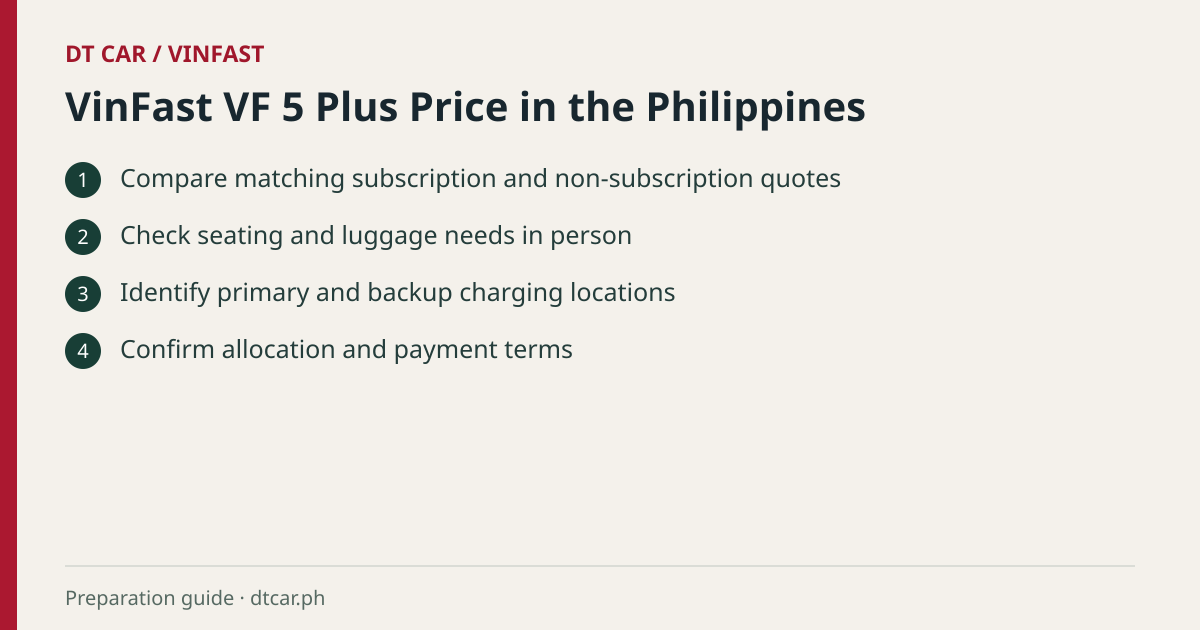 DT CAR / VINFAST
VinFast VF 5 Plus Price in the Philippines
1 Compare matching subscription and non-subscription quotes
2 Check seating and luggage needs in person
3 Identify primary and backup charging locations
4 Confirm allocation and payment terms
Preparation guide · dtcar.ph